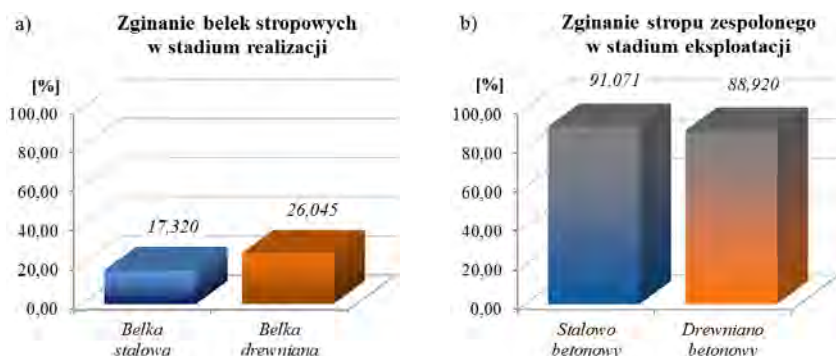 a) Zginanie belek stropowych
w stadium realizacji
[%]
100,00
80,00
60,00
40,00
20,00
0,00
17,320
26,045
Belka
stalowa
Belka
drewniana
b) Zginanie stropu zespolonego
w stadium eksploatacji
[%]
100,00
80,00
60,00
40,00
20,00
0,00
91,071
88,920
Stalowo
betonowy
Drewniano
betonowy